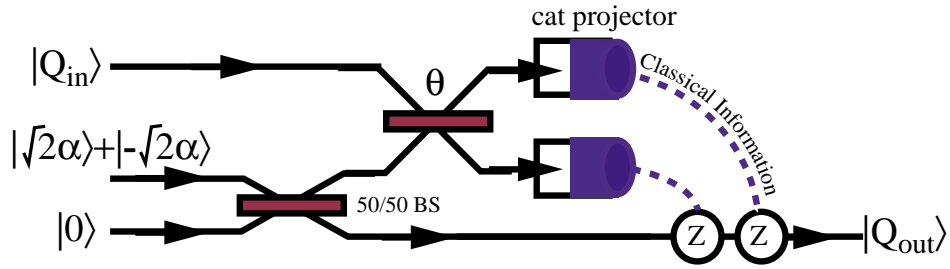 cat projector
|Q_in⟩
θ
Classical Information
|√2α⟩+|-√2α⟩
50/50 BS
|0⟩
Z
Z
|Q_out⟩